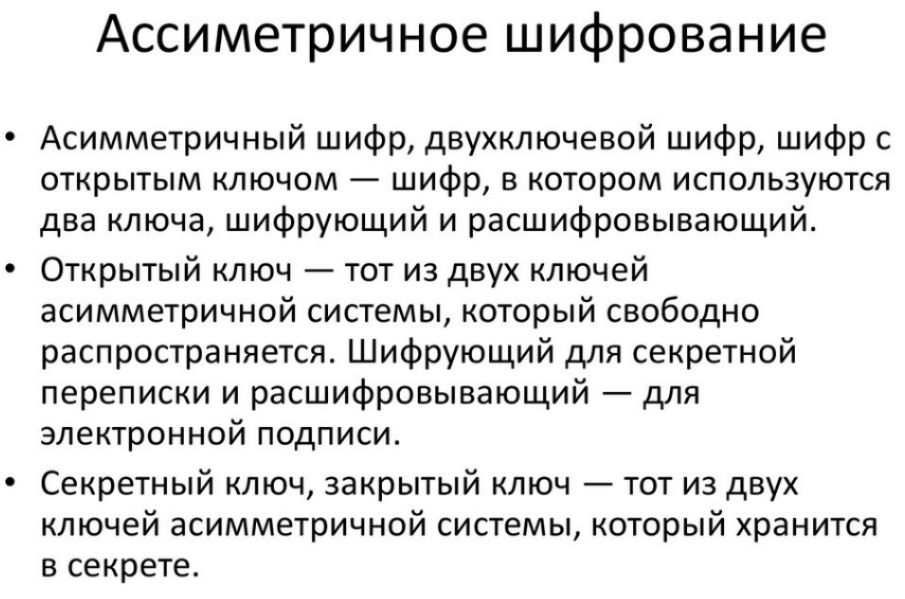 Ассиметричное шифрование
• Асимметричный шифр, двухключевой шифр, шифр с
открытым ключом — шифр, в котором используются
два ключа, шифрующий и расшифровывающий.
• Открытый ключ — тот из двух ключей
асимметричной системы, который свободно
распространяется. Шифрующий для секретной
переписки и расшифровывающий — для
электронной подписи.
• Секретный ключ, закрытый ключ — тот из двух
ключей асимметричной системы, который хранится
в секрете.